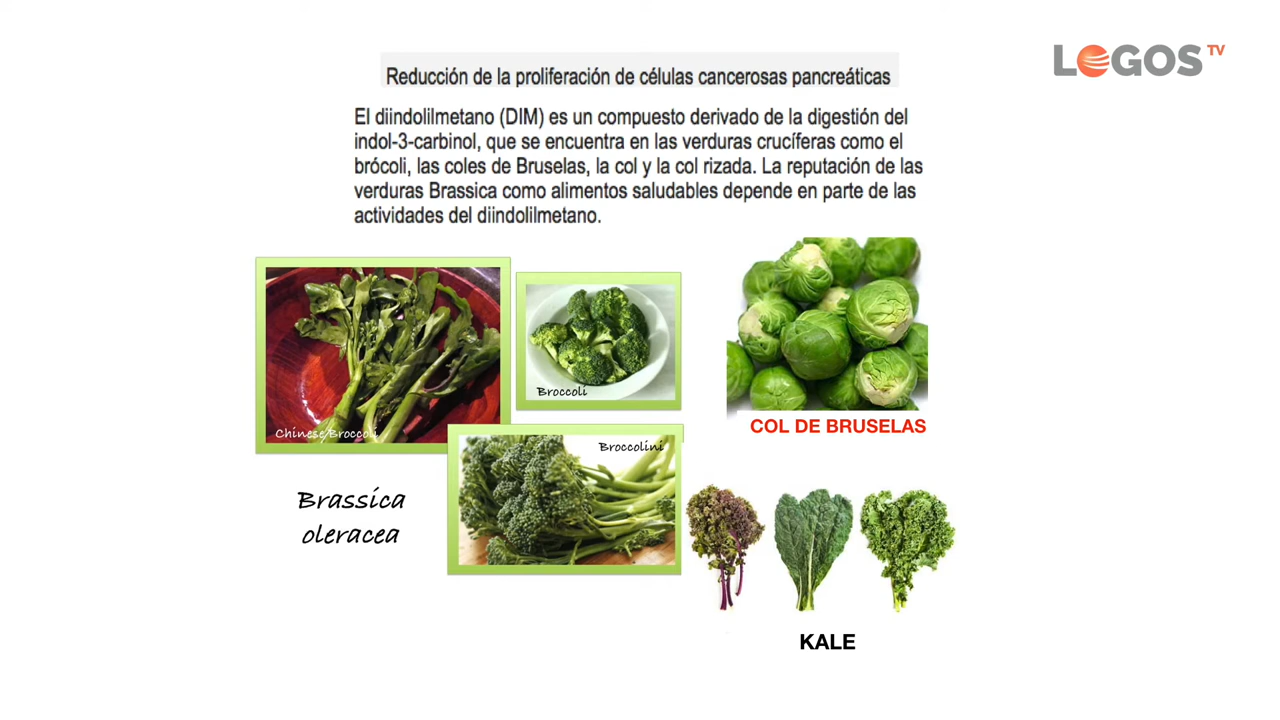 LOGOS TV
Reducción de la proliferación de células cancerosas pancreáticas
El diindolilmetano (DIM) es un compuesto derivado de la digestión del
indol-3-carbinol, que se encuentra en las verduras crucíferas como el
brócoli, las coles de Bruselas, la col y la col rizada. La reputación de las
verduras Brassica como alimentos saludables depende en parte de las
actividades del diindolilmetano.
Chinese Broccoli
Broccoli
Broccolini
COL DE BRUSELAS
Brassica
oleracea
KALE